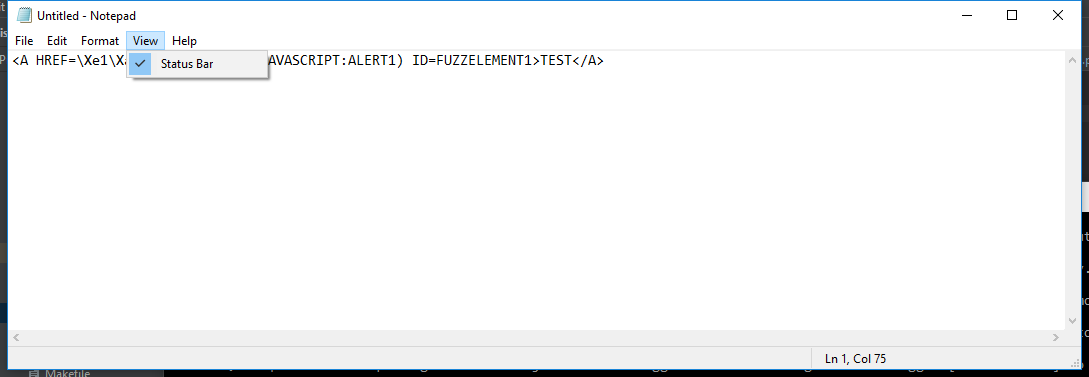 Untitled - Notepad
File Edit Format View Help
<A HREF=\Xe1\Xa AVASCRIPT:ALERT1) ID=FUZZELEMENT1>TEST</A>
Status Bar
Ln 1, Col 75
Makefile